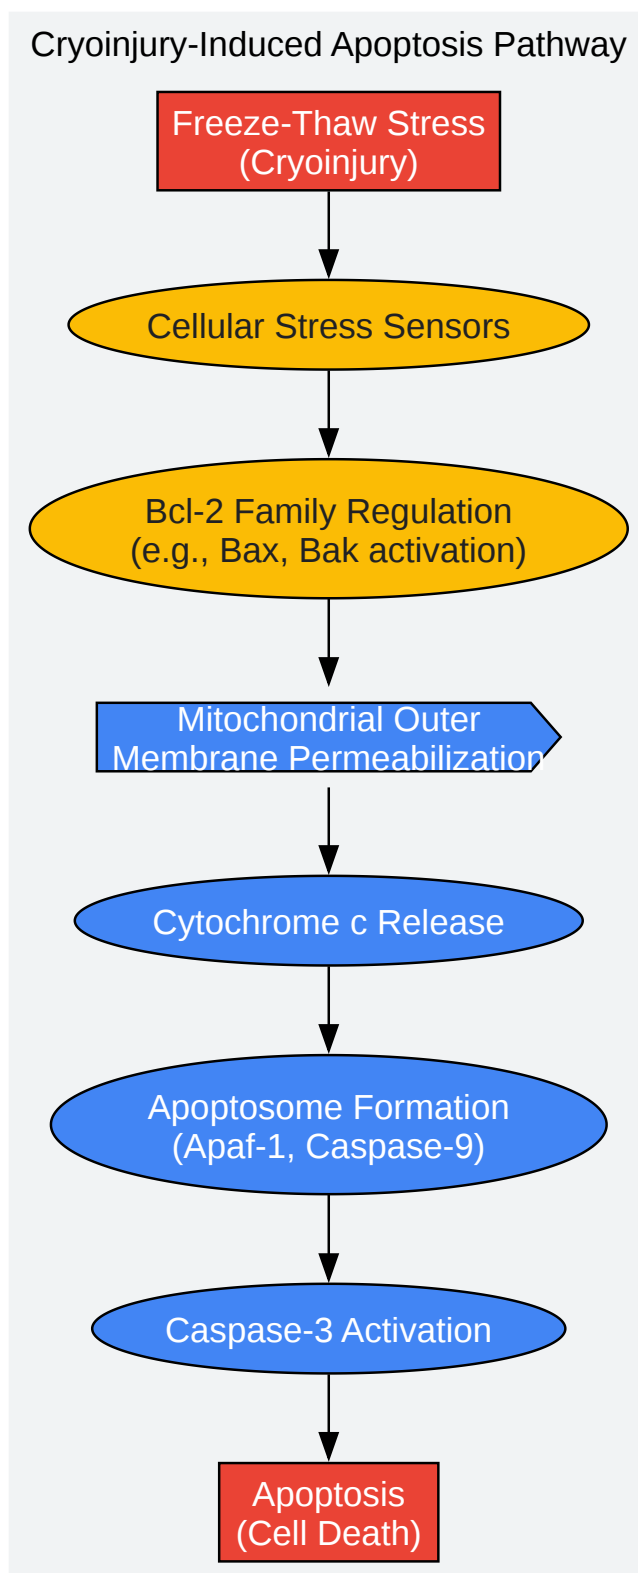 Cryoinjury-Induced Apoptosis Pathway
Freeze-Thaw Stress
(Cryoinjury)
Cellular Stress Sensors
Bcl-2 Family Regulation
(e.g., Bax, Bak activation)
Mitochondrial Outer
Membrane Permeabilization
Cytochrome c Release
Apoptosome Formation
(Apaf-1, Caspase-9)
Caspase-3 Activation
Apoptosis
(Cell Death)